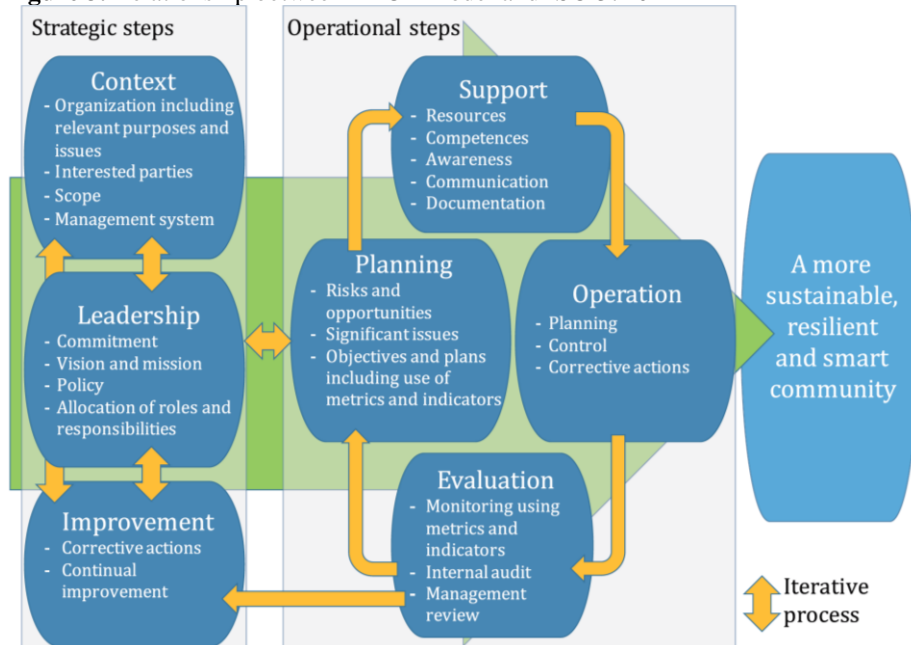 Strategic steps
Context
- Organization including
relevant purposes and
issues
- Interested parties
- Scope
- Management system
Leadership
- Commitment
- Vision and mission
- Policy
- Allocation of roles and
responsibilities
Improvement
- Corrective actions
- Continual
improvement
Operational steps
Support
- Resources
- Competences
- Awareness
- Communication
- Documentation
Planning
- Risks and
opportunities
- Significant issues
- Objectives and plans
including use of
metrics and indicators
Operation
- Planning
- Control
- Corrective actions
Evaluation
- Monitoring using
metrics and
indicators
- Internal audit
- Management
review
A more
sustainable,
resilient
and smart
community
Iterative
process